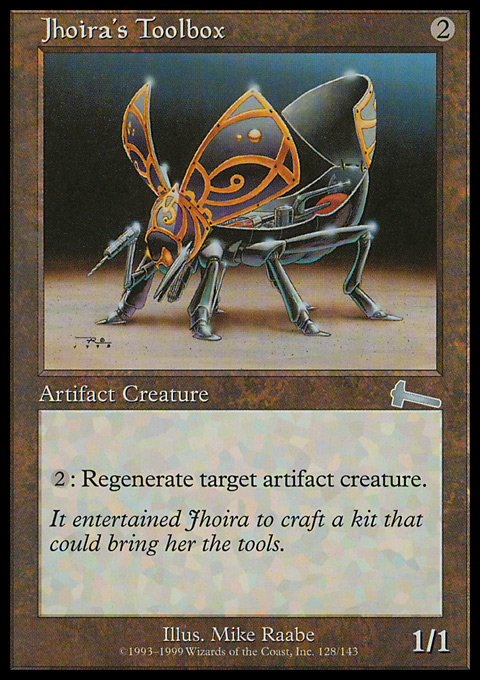 Jhoira's Toolbox 2
Artifact Creature
2: Regenerate target artifact creature.
It entertained Jhoira to craft a kit that
could bring her the tools.
Illus. Mike Raabe
©1993–1999 Wizards of the Coast, Inc. 128/143
1/1